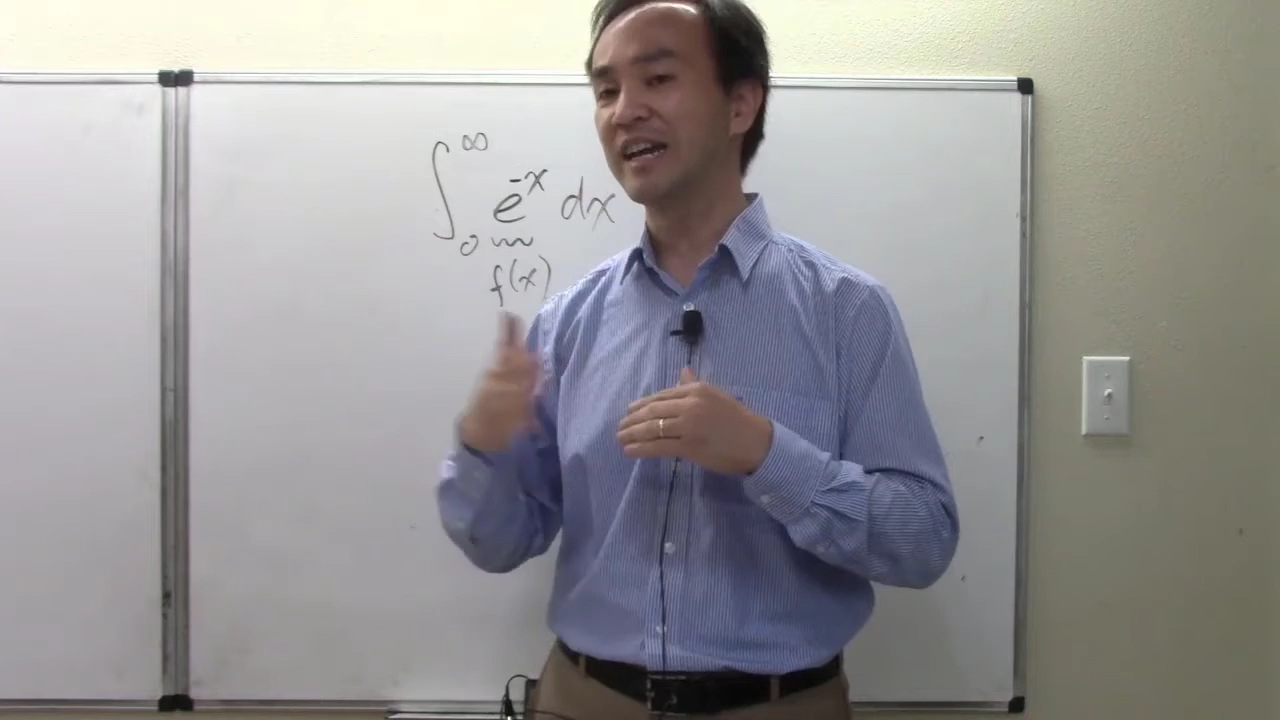 ∫₀^∞ e^{-x} dx
f(x)